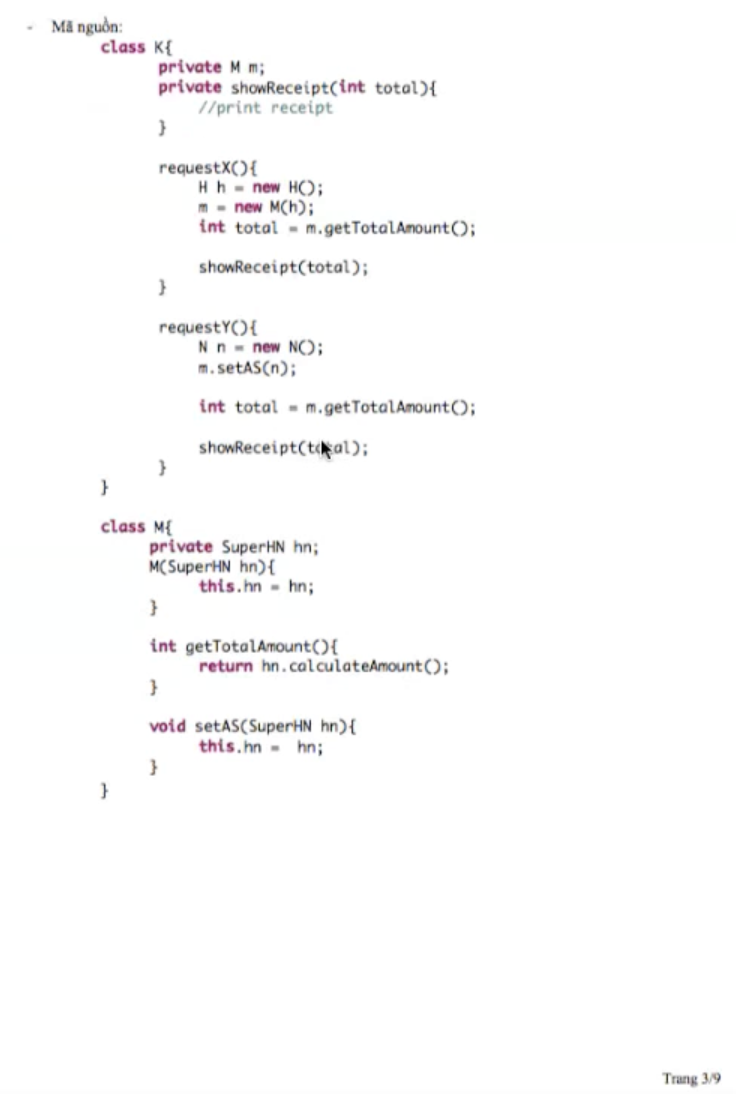 - Mã nguồn:
class K{
private M m;
private showReceipt(int total){
//print receipt
}
requestX(){
H h = new H();
m = new M(h);
int total = m.getTotalAmount();
showReceipt(total);
}
requestY(){
N n = new N();
m.setAS(n);
int total = m.getTotalAmount();
showReceipt(total);
}
}
class M{
private SuperHN hn;
M(SuperHN hn){
this.hn = hn;
}
int getTotalAmount(){
return hn.calculateAmount();
}
void setAS(SuperHN hn){
this.hn = hn;
}
}
Trang 3/9